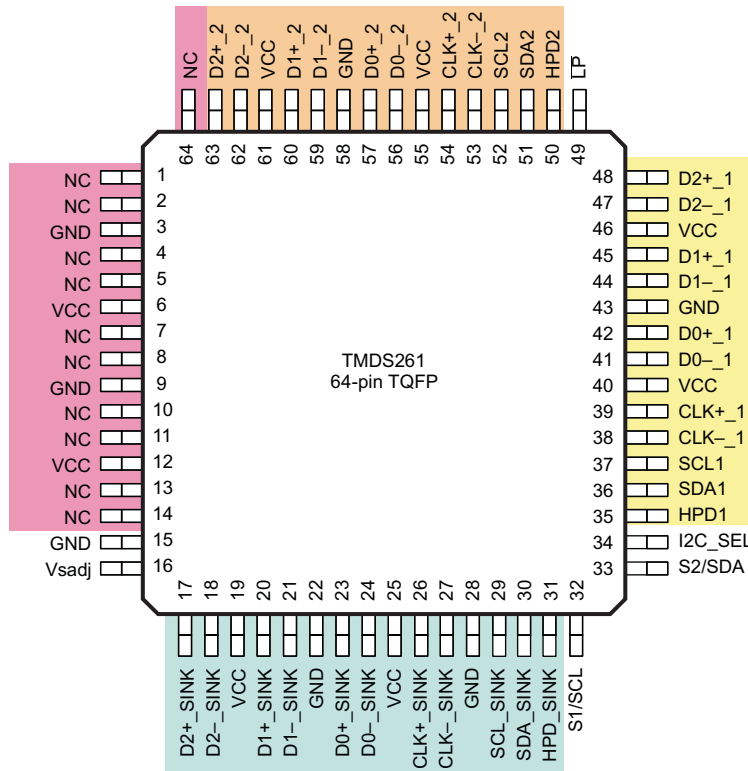 NC
D2+_2
D2–_2
VCC
D1+_2
D1–_2
GND
D0+_2
D0–_2
VCC
CLK+_2
CLK–_2
SCL2
SDA2
HPD2
LP
64
63
62
61
60
59
58
57
56
55
54
53
52
51
50
49
NC 1
NC 2
GND 3
NC 4
NC 5
VCC 6
NC 7
NC 8
GND 9
NC 10
NC 11
VCC 12
NC 13
NC 14
GND 15
Vsadj 16
TMDS261
64-pin TQFP
48 D2+_1
47 D2–_1
46 VCC
45 D1+_1
44 D1–_1
43 GND
42 D0+_1
41 D0–_1
40 VCC
39 CLK+_1
38 CLK–_1
37 SCL1
36 SDA1
35 HPD1
34 I2C_SEL
33 S2/SDA
17
18
19
20
21
22
23
24
25
26
27
28
29
30
31
32
D2+_SINK
D2–_SINK
VCC
D1+_SINK
D1–_SINK
GND
D0+_SINK
D0–_SINK
VCC
CLK+_SINK
CLK–_SINK
GND
SCL_SINK
SDA_SINK
HPD_SINK
S1/SCL